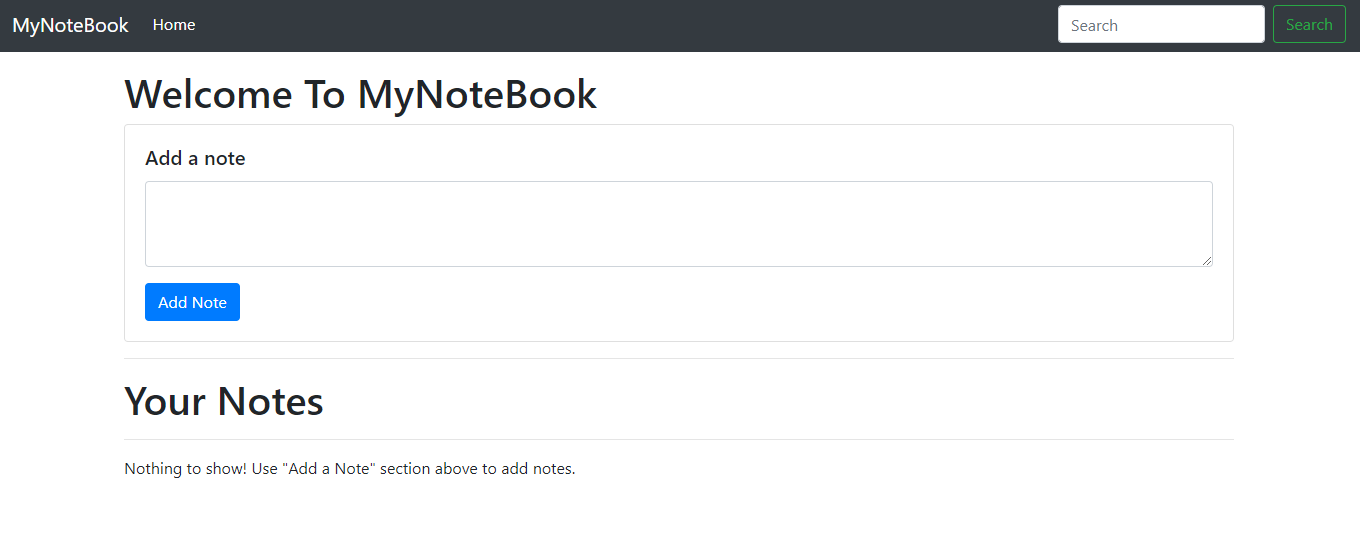 MyNoteBook Home Search Search
Welcome To MyNoteBook
Add a note
Add Note
Your Notes
Nothing to show! Use "Add a Note" section above to add notes.